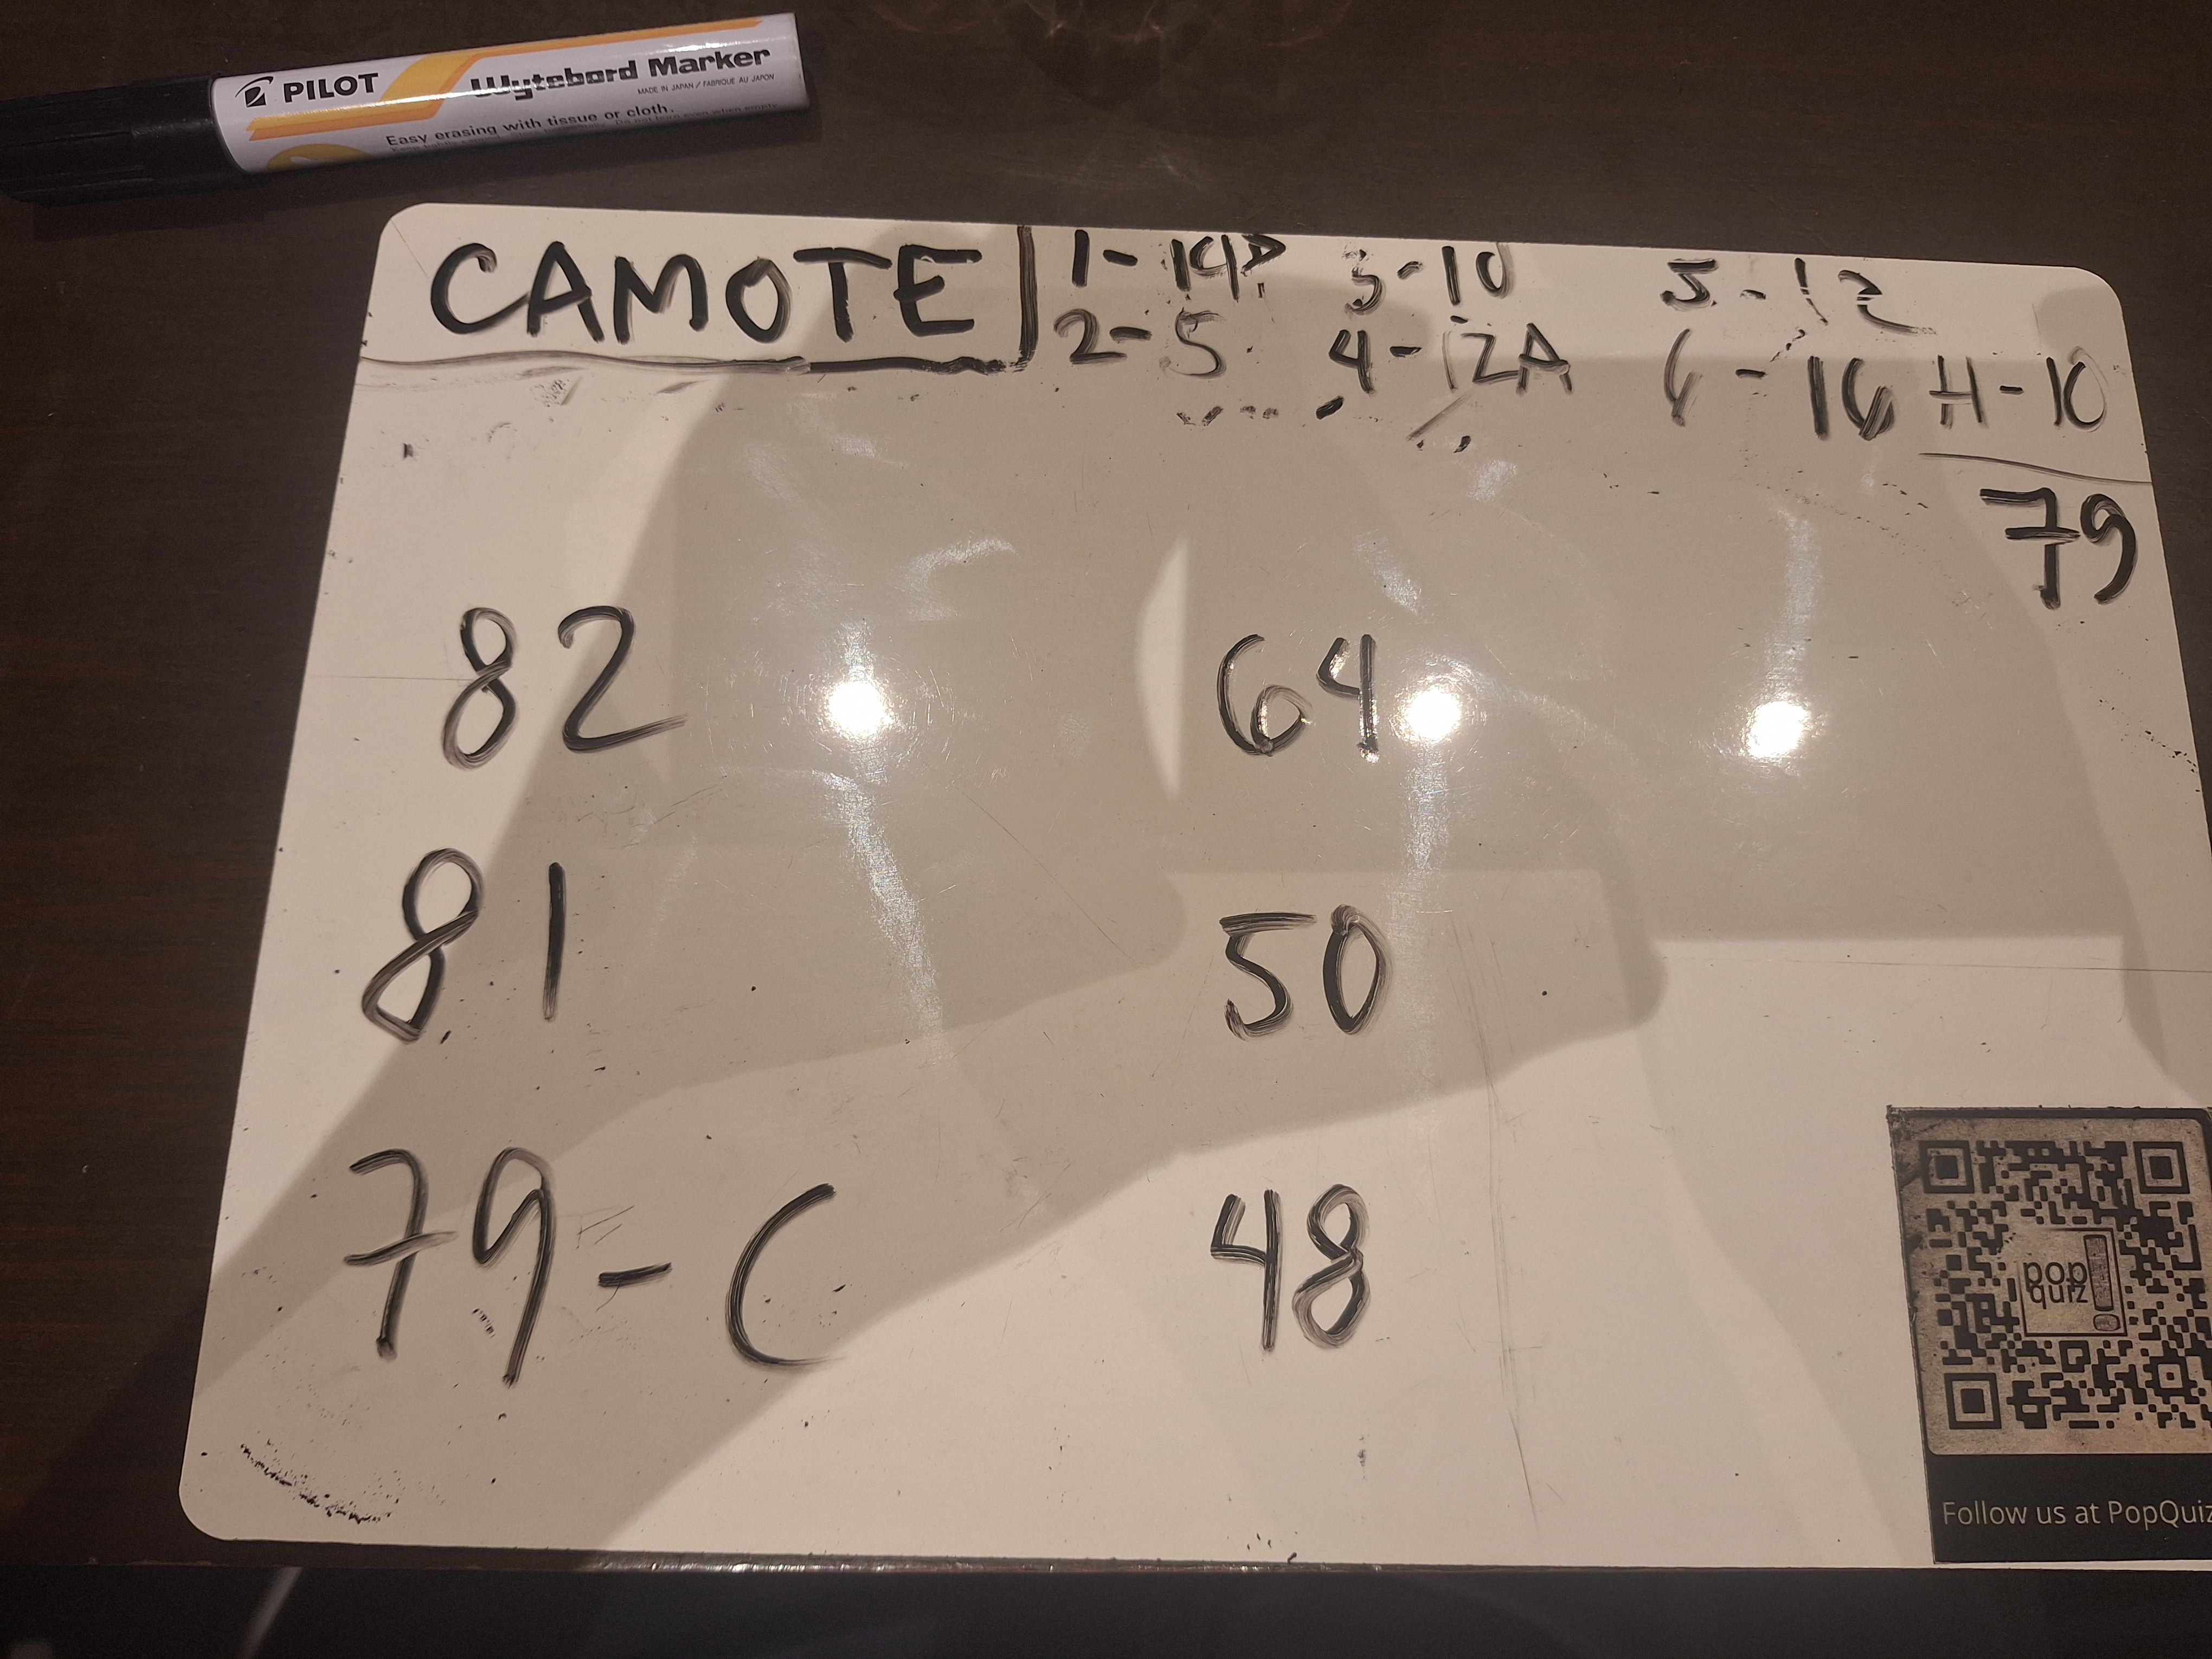 PILOT Wytebord Marker
MADE IN JAPAN / FABRIQUE AU JAPON
Easy erasing with tissue or cloth.
CAMOTE 1- 14D 3-10 5-12
2-5 4-12A 6-16 H-10
79
82 64
81 50
79-C 48
pop
quiz!
Follow us at PopQuiz